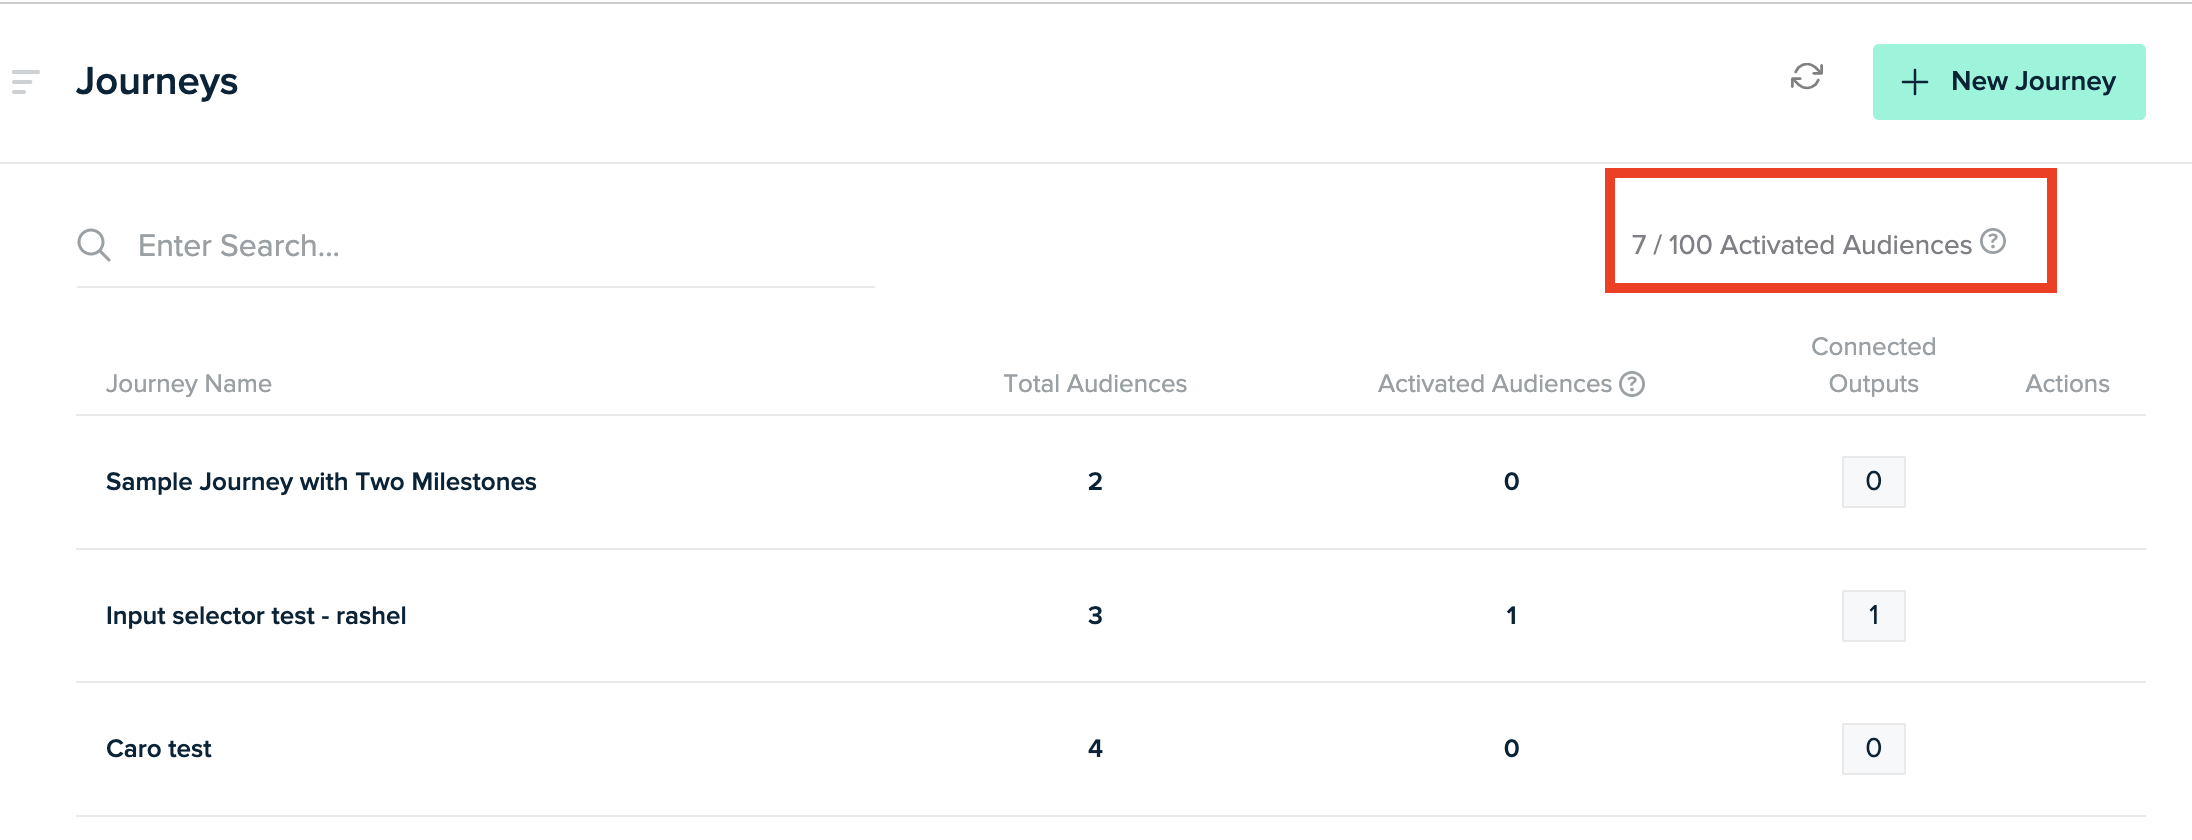 Journeys
+ New Journey
Enter Search...
7 / 100 Activated Audiences ?
Journey Name Total Audiences Activated Audiences ? Connected Outputs Actions
Sample Journey with Two Milestones 2 0 0
Input selector test - rashel 3 1 1
Caro test 4 0 0